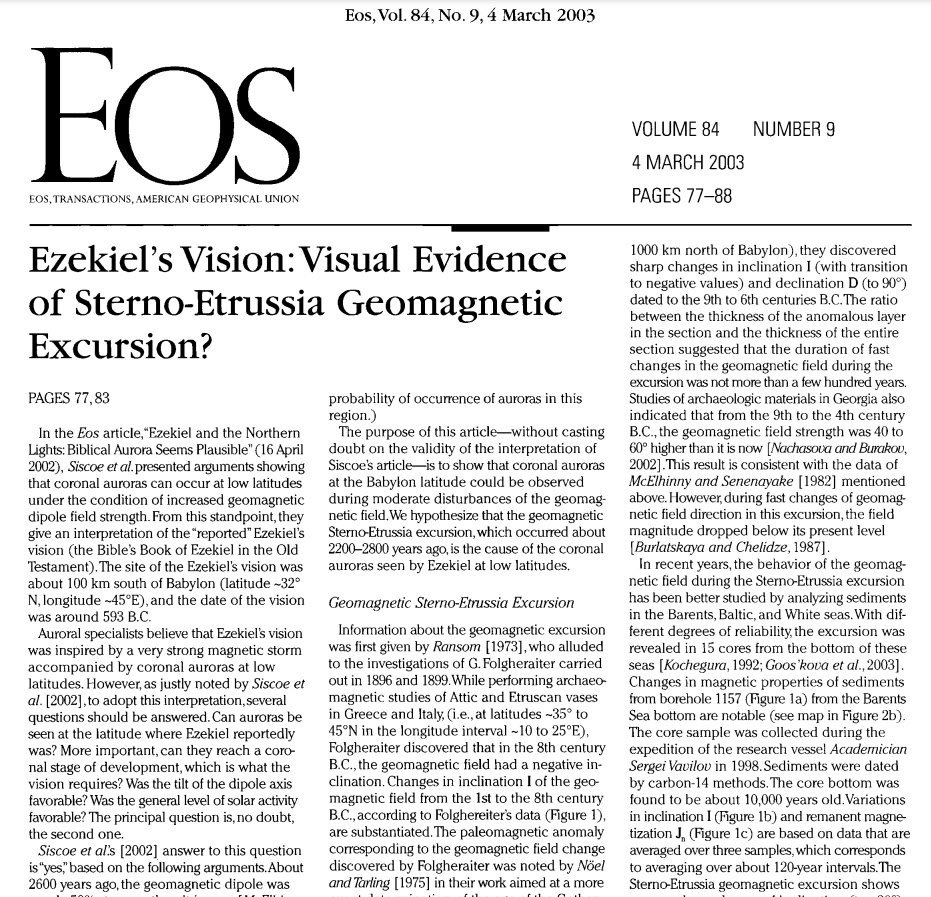 Eos, Vol. 84, No. 9, 4 March 2003
EOS
EOS, TRANSACTIONS, AMERICAN GEOPHYSICAL UNION
VOLUME 84 NUMBER 9
4 MARCH 2003
PAGES 77–88
Ezekiel's Vision: Visual Evidence
of Sterno-Etrussia Geomagnetic
Excursion?
PAGES 77, 83
In the Eos article, "Ezekiel and the Northern
Lights: Biblical Aurora Seems Plausible" (16 April
2002), Siscoe et al. presented arguments showing
that coronal auroras can occur at low latitudes
under the condition of increased geomagnetic
dipole field strength. From this standpoint, they
give an interpretation of the "reported" Ezekiel's
vision (the Bible's Book of Ezekiel in the Old
Testament). The site of the Ezekiel's vision was
about 100 km south of Babylon (latitude ~32°
N, longitude ~45°E), and the date of the vision
was around 593 B.C.
Auroral specialists believe that Ezekiel's vision
was inspired by a very strong magnetic storm
accompanied by coronal auroras at low
latitudes. However, as justly noted by Siscoe et
al. [2002], to adopt this interpretation, several
questions should be answered. Can auroras be
seen at the latitude where Ezekiel reportedly
was? More important, can they reach a coro-
nal stage of development, which is what the
vision requires? Was the tilt of the dipole axis
favorable? Was the general level of solar activity
favorable? The principal question is, no doubt,
the second one.
Siscoe et al.'s [2002] answer to this question
is "yes," based on the following arguments. About
2600 years ago, the geomagnetic dipole was
probability of occurrence of auroras in this
region.)
The purpose of this article—without casting
doubt on the validity of the interpretation of
Siscoe's article—is to show that coronal auroras
at the Babylon latitude could be observed
during moderate disturbances of the geomag-
netic field. We hypothesize that the geomagnetic
Sterno-Etrussia excursion, which occurred about
2200–2800 years ago, is the cause of the coronal
auroras seen by Ezekiel at low latitudes.
Geomagnetic Sterno-Etrussia Excursion
Information about the geomagnetic excursion
was first given by Ransom [1973], who alluded
to the investigations of G. Folgheraiter carried
out in 1896 and 1899. While performing archaeo-
magnetic studies of Attic and Etruscan vases
in Greece and Italy, (i.e., at latitudes ~35° to
45°N in the longitude interval ~10 to 25°E),
Folgheraiter discovered that in the 8th century
B.C., the geomagnetic field had a negative in-
clination. Changes in inclination I of the geo-
magnetic field from the 1st to the 8th century
B.C., according to Folghereiter's data (Figure 1),
are substantiated. The paleomagnetic anomaly
corresponding to the geomagnetic field change
discovered by Folgheraiter was noted by Nöel
and Tarling [1975] in their work aimed at a more
1000 km north of Babylon), they discovered
sharp changes in inclination I (with transition
to negative values) and declination D (to 90°)
dated to the 9th to 6th centuries B.C. The ratio
between the thickness of the anomalous layer
in the section and the thickness of the entire
section suggested that the duration of fast
changes in the geomagnetic field during the
excursion was not more than a few hundred years.
Studies of archaeologic materials in Georgia also
indicated that from the 9th to the 4th century
B.C., the geomagnetic field strength was 40 to
60° higher than it is now [Nachasova and Burakov,
2002]. This result is consistent with the data of
McElhinny and Senenayake [1982] mentioned
above. However, during fast changes of geomag-
netic field direction in this excursion, the field
magnitude dropped below its present level
[Burlatskaya and Chelidze, 1987].
In recent years, the behavior of the geomag-
netic field during the Sterno-Etrussia excursion
has been better studied by analyzing sediments
in the Barents, Baltic, and White seas. With dif-
ferent degrees of reliability, the excursion was
revealed in 15 cores from the bottom of these
seas [Kochegura, 1992; Goos'kova et al., 2003].
Changes in magnetic properties of sediments
from borehole 1157 (Figure 1a) from the Barents
Sea bottom are notable (see map in Figure 2b).
The core sample was collected during the
expedition of the research vessel Academician
Sergei Vavilov in 1998. Sediments were dated
by carbon-14 methods. The core bottom was
found to be about 10,000 years old. Variations
in inclination I (Figure 1b) and remanent magne-
tization Jn (Figure 1c) are based on data that are
averaged over three samples, which corresponds
to averaging over about 120-year intervals. The
Sterno-Etrussia geomagnetic excursion shows